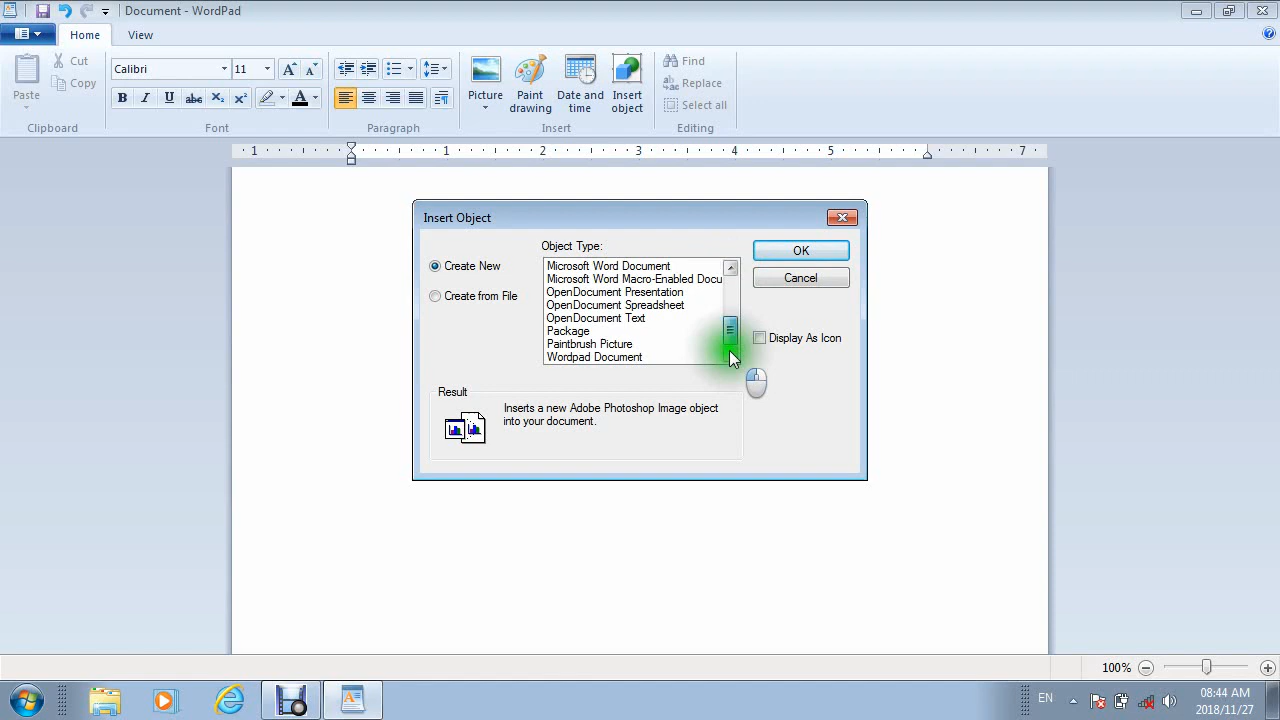 Document - WordPad
Home View
Paste
Cut
Copy
Clipboard
Calibri 11
B I U abc X₂ X²
A
Font
Paragraph
Picture
Paint drawing
Date and time
Insert object
Insert
Find
Replace
Select all
Editing
1 1 2 3 4 5 7
Insert Object
Create New
Create from File
Object Type:
Microsoft Word Document
Microsoft Word Macro-Enabled Docu
OpenDocument Presentation
OpenDocument Spreadsheet
OpenDocument Text
Package
Paintbrush Picture
Wordpad Document
OK
Cancel
Display As Icon
Result
Inserts a new Adobe Photoshop Image object
into your document.
100%
EN
08:44 AM
2018/11/27